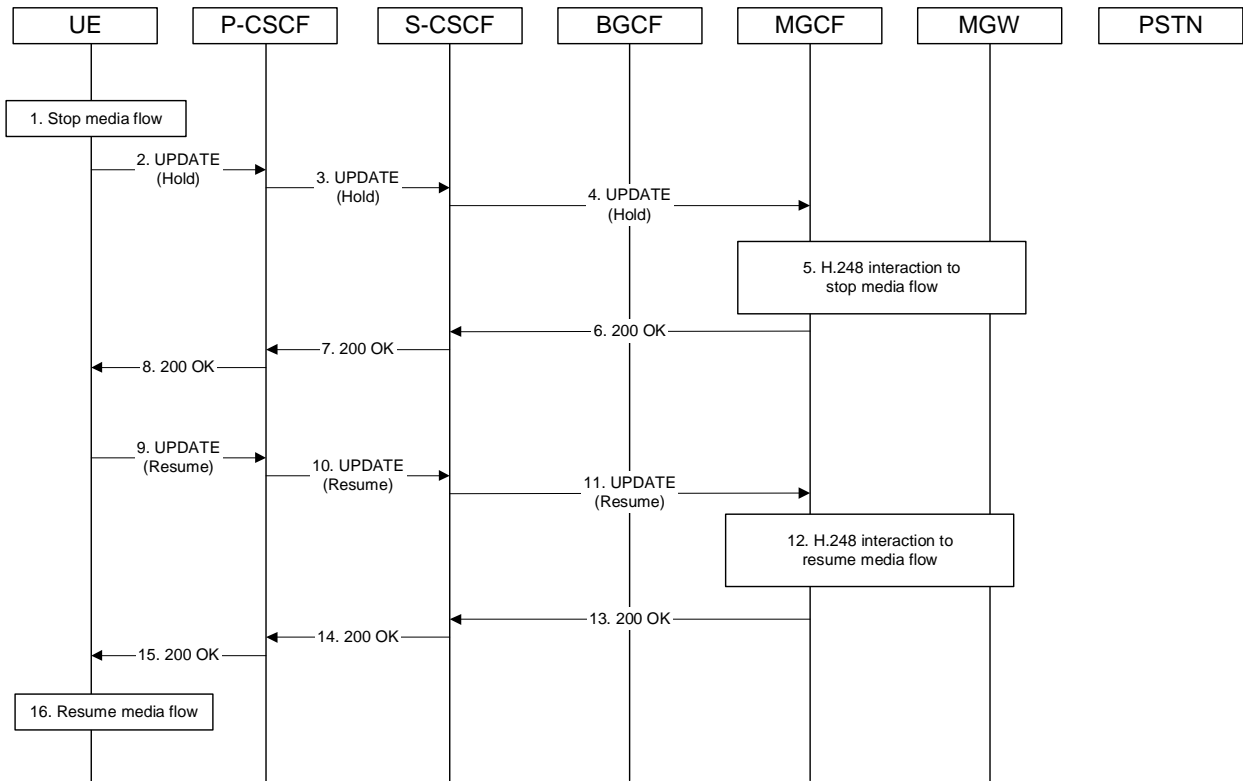 UE
P-CSCF
S-CSCF
BGCF
MGCF
MGW
PSTN
1. Stop media flow
2. UPDATE
(Hold)
3. UPDATE
(Hold)
4. UPDATE
(Hold)
5. H.248 interaction to
stop media flow
6. 200 OK
7. 200 OK
8. 200 OK
9. UPDATE
(Resume)
10. UPDATE
(Resume)
11. UPDATE
(Resume)
12. H.248 interaction to
resume media flow
13. 200 OK
14. 200 OK
15. 200 OK
16. Resume media flow